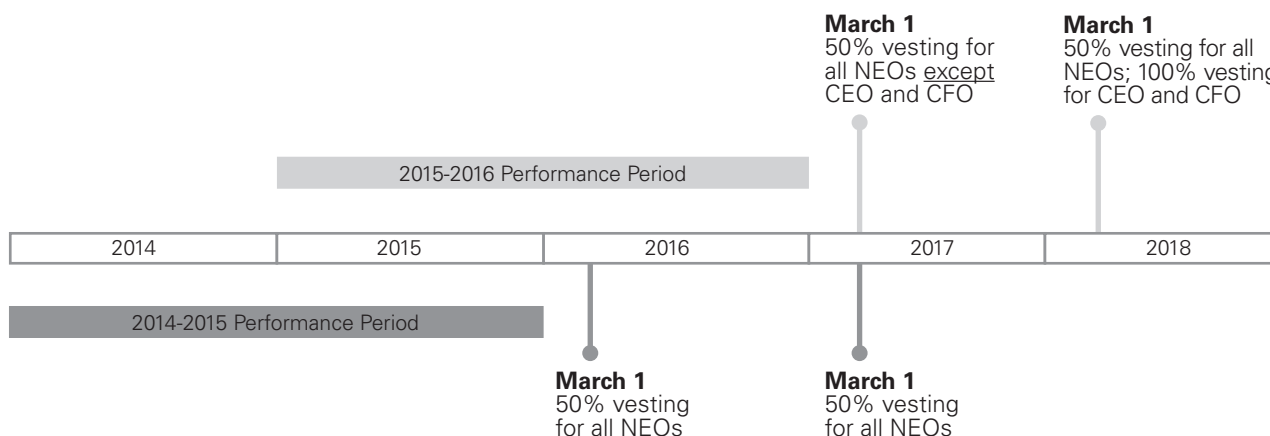 March 1
50% vesting for
all NEOs except
CEO and CFO
March 1
50% vesting for all
NEOs; 100% vesting
for CEO and CFO
2015-2016 Performance Period
2014 2015 2016 2017 2018
2014-2015 Performance Period
March 1
50% vesting
for all NEOs
March 1
50% vesting
for all NEOs